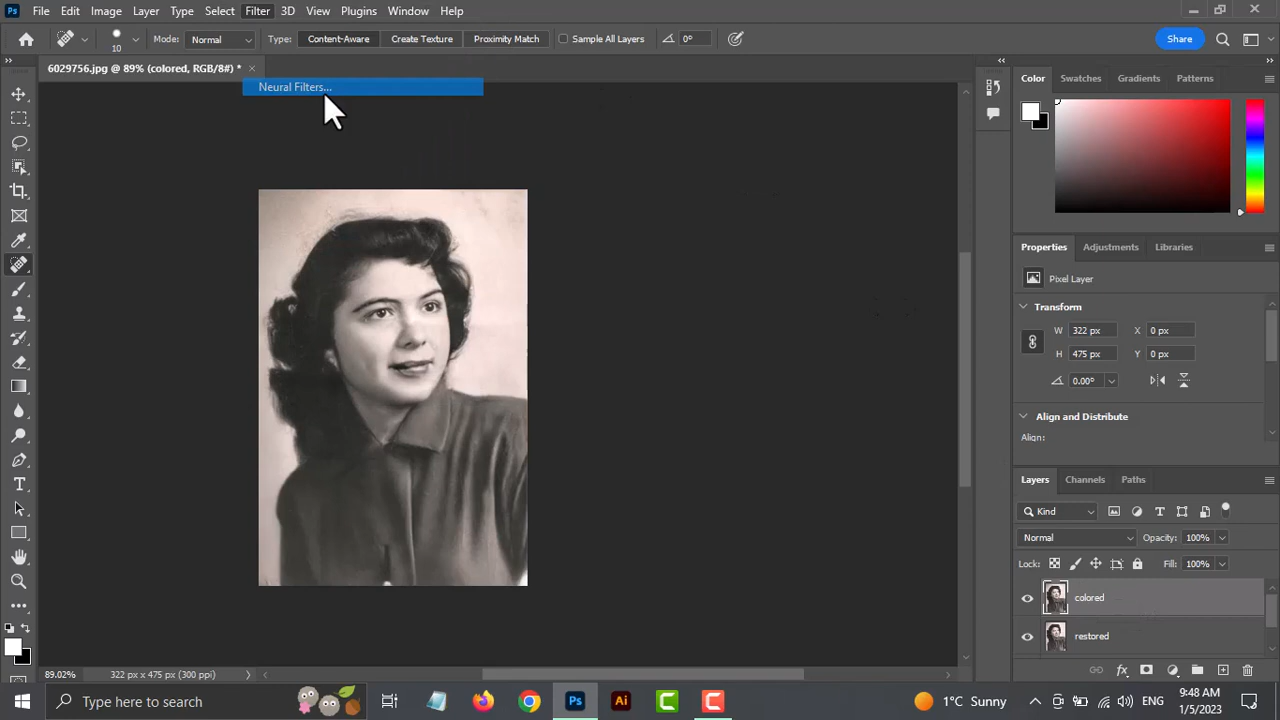 Ps File Edit Image Layer Type Select Filter 3D View Plugins Window Help
10 Mode: Normal Type: Content-Aware Create Texture Proximity Match Sample All Layers 0° Share
6029756.jpg @ 89% (colored, RGB/8#) *
Neural Filters...
Color Swatches Gradients Patterns
Properties Adjustments Libraries
Pixel Layer
Transform
W 322 px X 0 px
H 475 px Y 0 px
0.00°
Align and Distribute
Align:
Layers Channels Paths
Kind
Normal Opacity: 100%
Lock: Fill: 100%
colored
restored
89.02% 322 px x 475 px (300 ppi)
Type here to search Ps Ai 1°C Sunny ENG 9:48 AM
1/5/2023